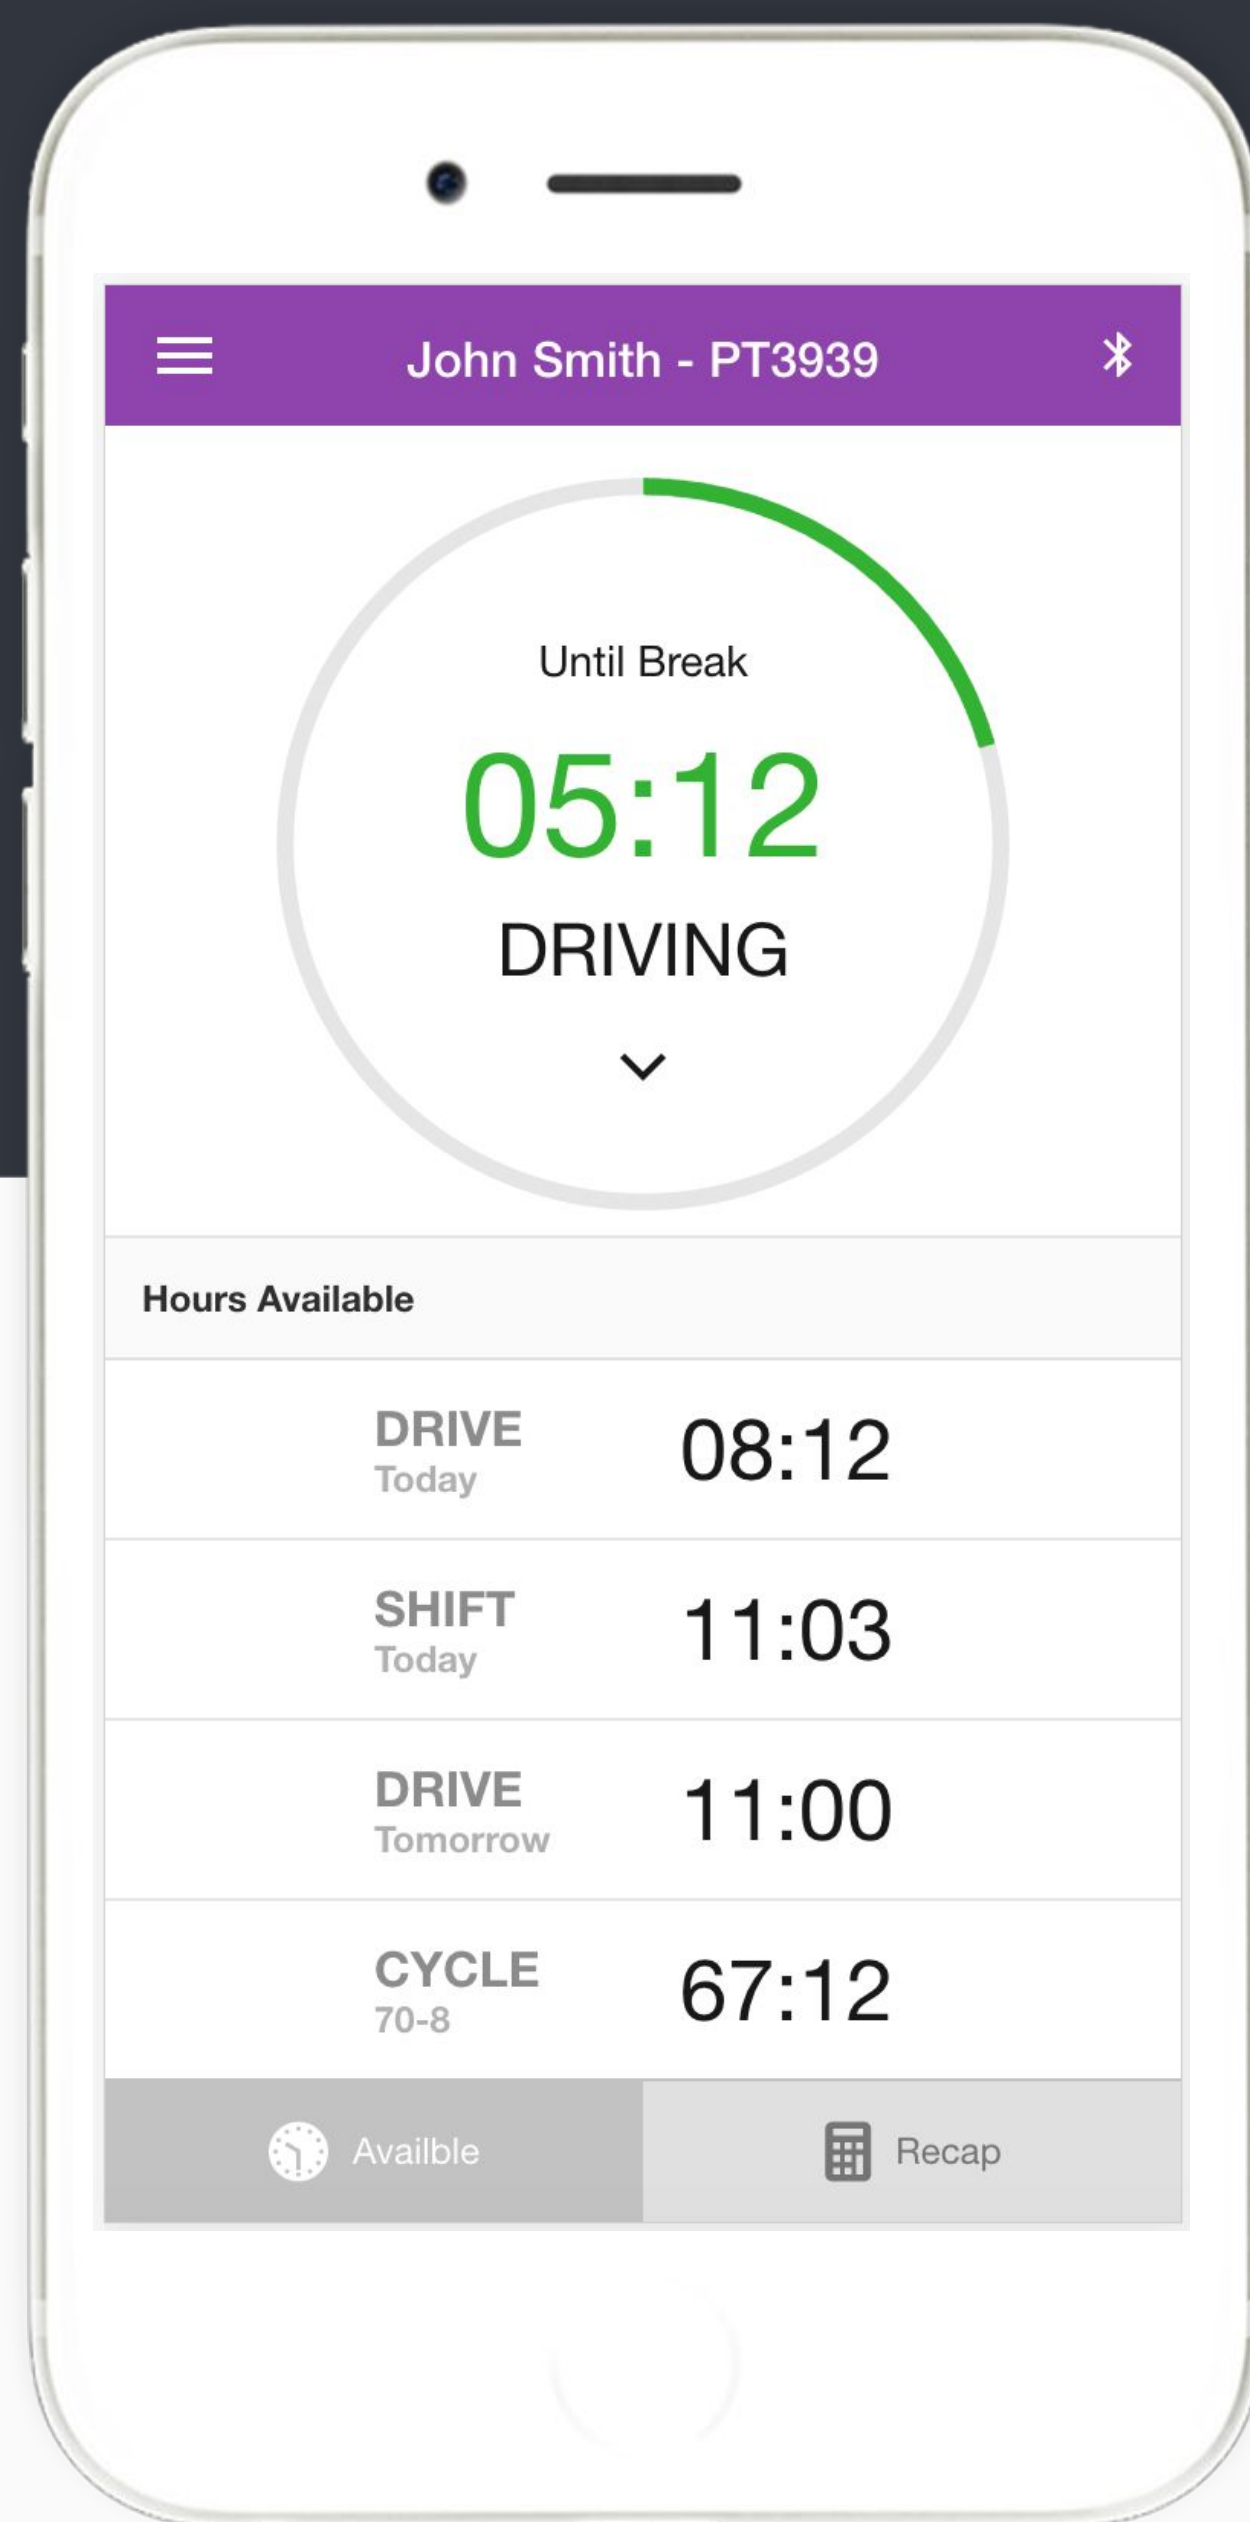 John Smith - PT3939
Until Break
05:12
DRIVING
Hours Available
DRIVE 08:12
Today
SHIFT 11:03
Today
DRIVE 11:00
Tomorrow
CYCLE 67:12
70-8
Availble
Recap